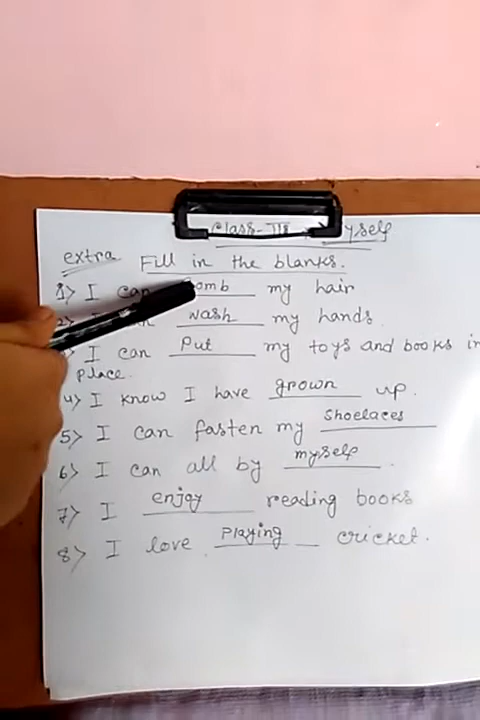 Class-III
extra Fill in the blanks.
1) I can comb my hair
wash my hands.
I can Put my toys and books in
place.
4) I know I have grown up.
5) I can fasten my shoelaces
6) I can all by myself.
7) I enjoy reading books
8) I love playing cricket.